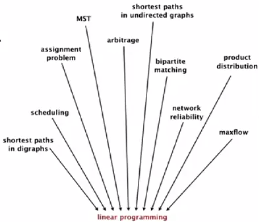 shortest paths
in undirected graphs
MST
arbitrage
assignment
problem
bipartite
matching
product
distribution
scheduling
network
reliability
maxflow
shortest paths
in digraphs
linear programming